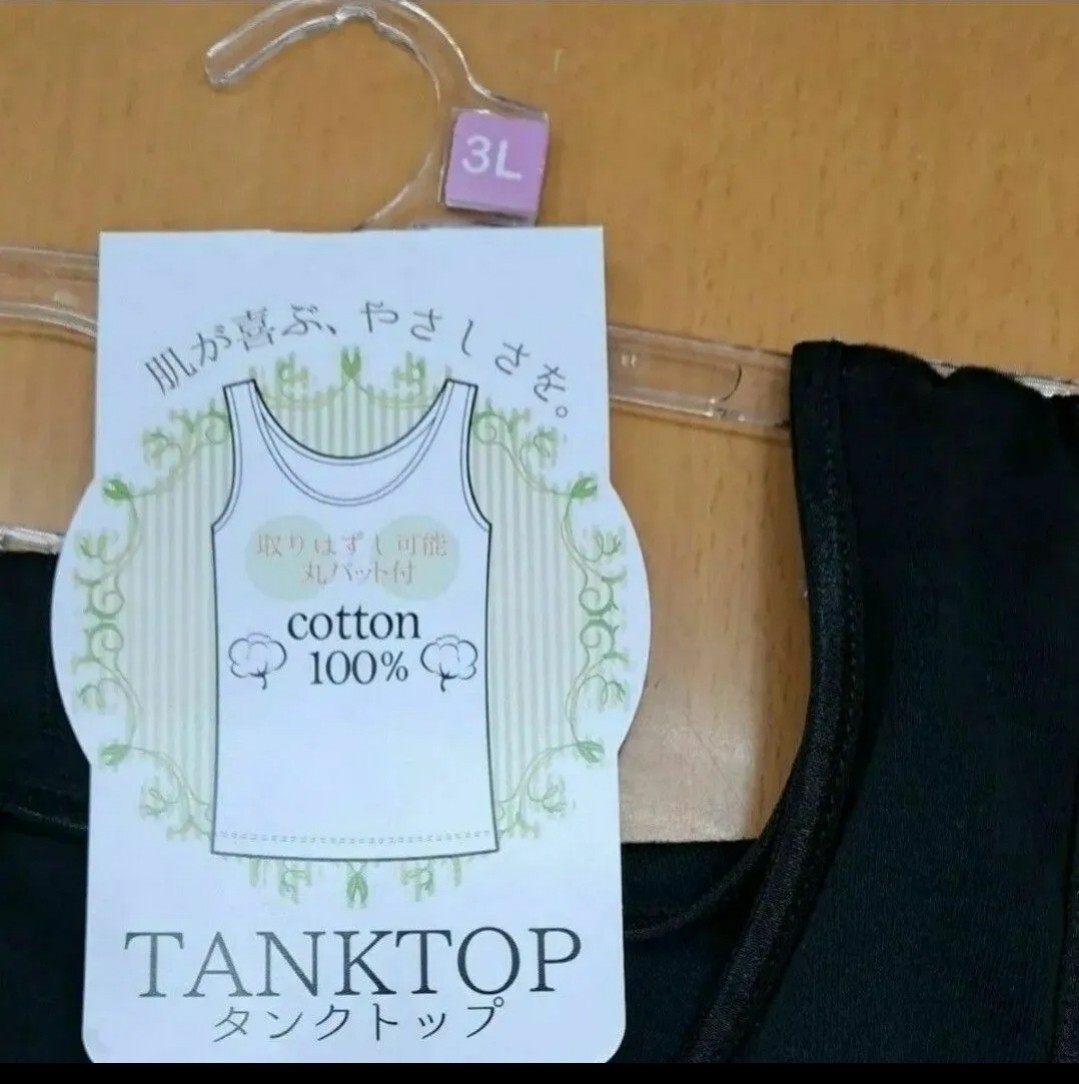 3L
肌が喜ぶ、やさしさを。
取りはずし可能
丸パット付
cotton
100%
TANKTOP
タンクトップ